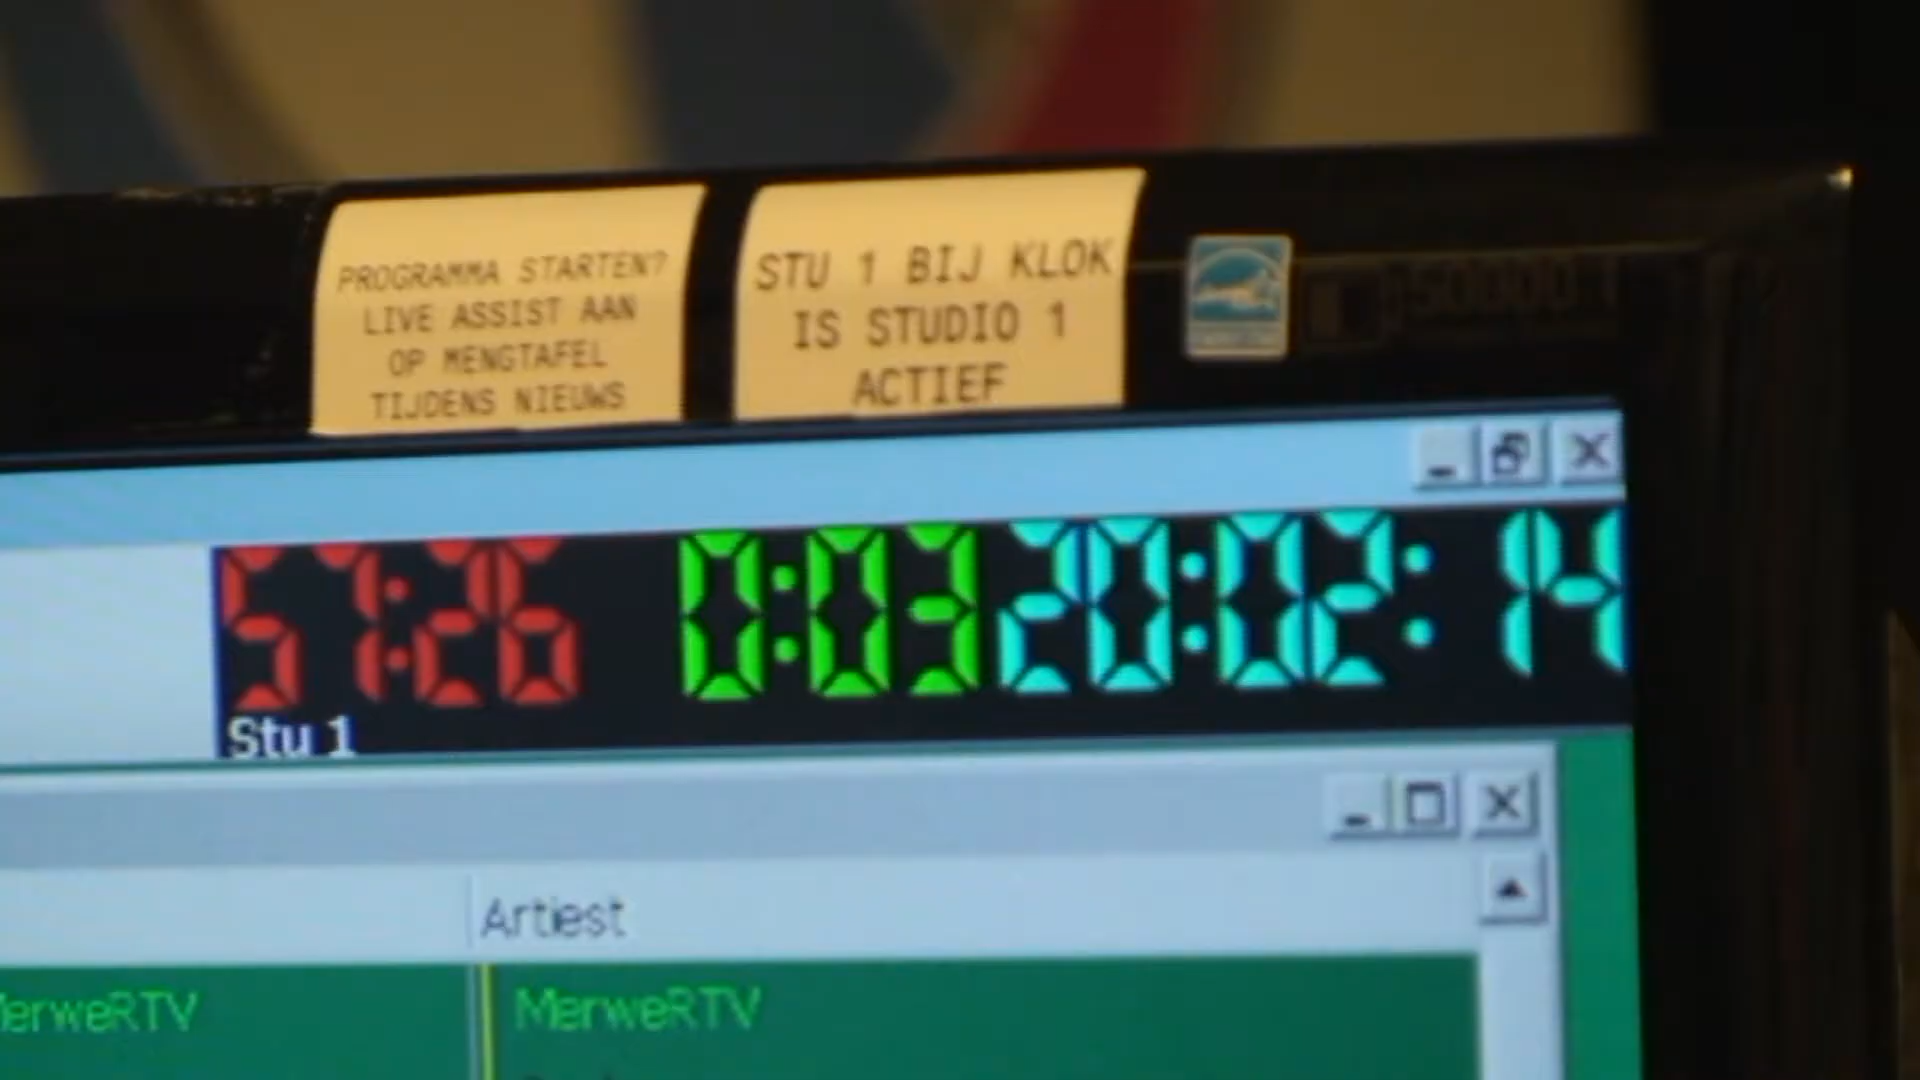 PROGRAMMA STARTEN?
LIVE ASSIST AAN
OP MENGTAFEL
TIJDENS NIEUWS
STU 1 BIJ KLOK
IS STUDIO 1
ACTIEF
57:26 0:03 20:02:14
Stu 1
Artiest
MerweRTV MerweRTV